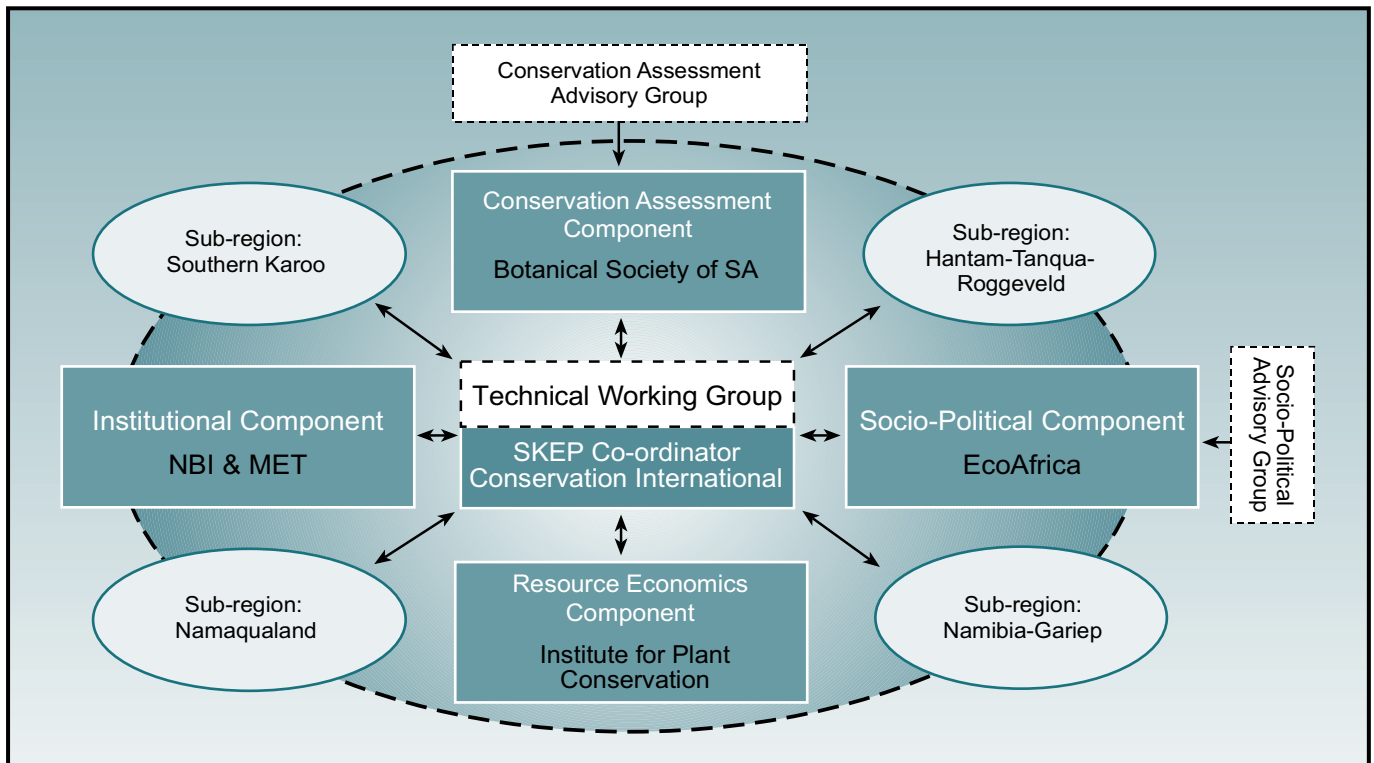 Conservation Assessment
Advisory Group
Sub-region:
Southern Karoo
Conservation Assessment
Component
Botanical Society of SA
Sub-region:
Hantam-Tanqua-
Roggeveld
Institutional Component
NBI & MET
Technical Working Group
SKEP Co-ordinator
Conservation International
Socio-Political Component
EcoAfrica
Socio-Political
Advisory Group
Sub-region:
Namaqualand
Resource Economics
Component
Institute for Plant
Conservation
Sub-region:
Namibia-Gariep